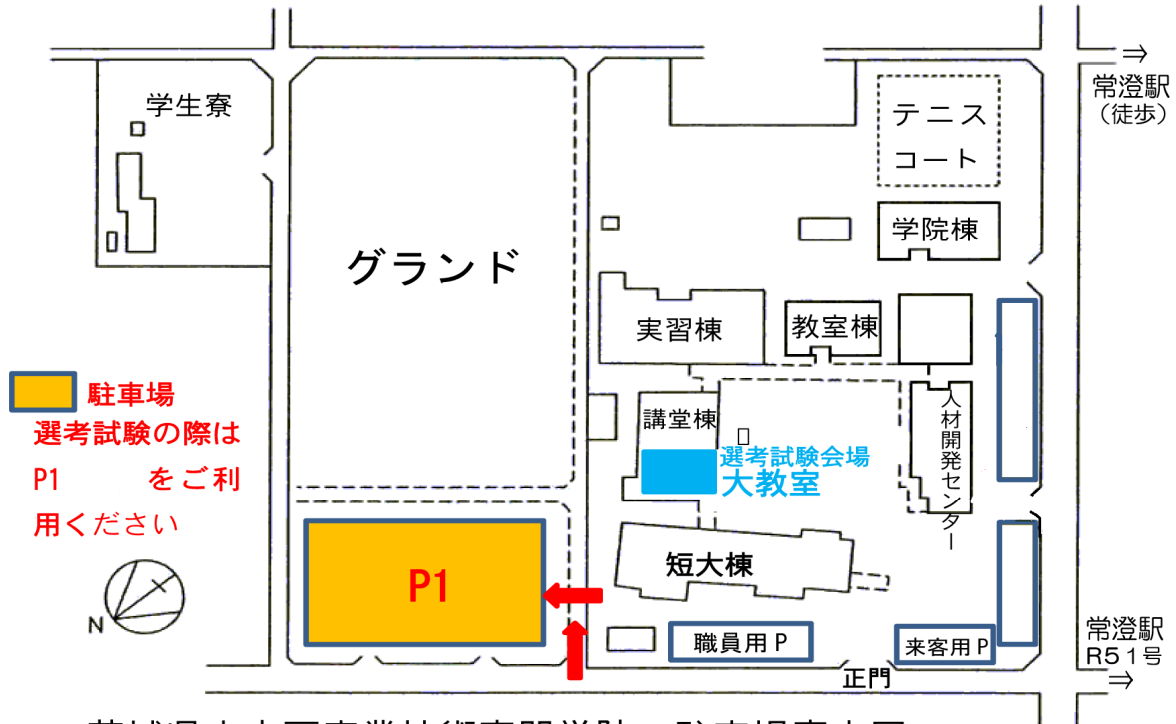 ⇒
常澄駅
(徒歩)
学生寮
テニス
コート
学院棟
グランド
実習棟
教室棟
駐車場
選考試験の際は
P1 をご利
用ください
講堂棟
人材開発センター
選考試験会場
大教室
短大棟
P1
N
職員用P
来客用P
常澄駅
R51号
⇒
正門